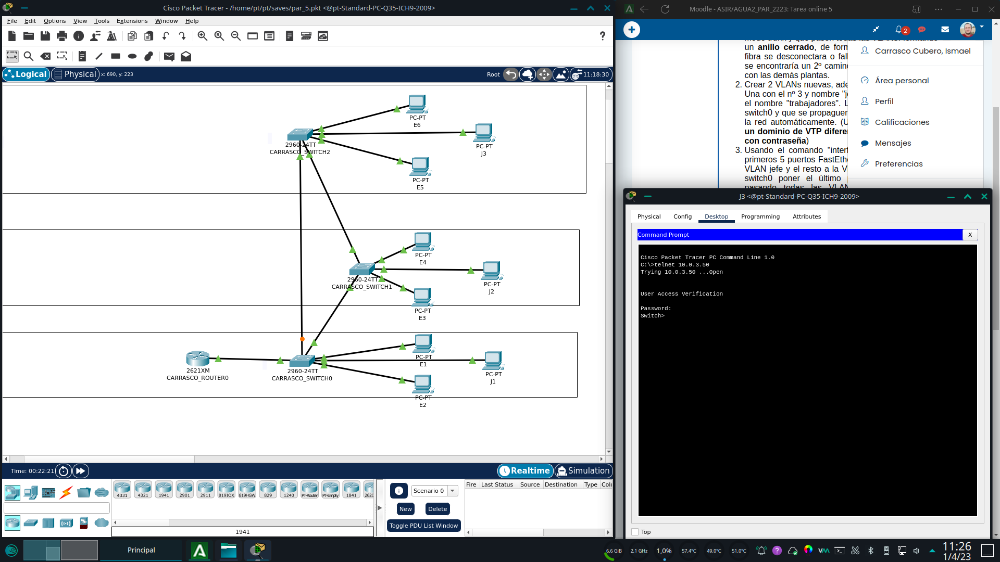 Cisco Packet Tracer - /home/pt/pt/saves/par_5.pkt <@pt-Standard-PC-Q35-ICH9-2009>
File Edit Options View Tools Extensions Window Help
?
Logical
Physical
x: 690, y: 223
Root
11:18:30
PC-PT
E6
2960-24TT
CARRASCO_SWITCH2
PC-PT
J3
PC-PT
E5
PC-PT
E4
2960-24TT
CARRASCO_SWITCH1
PC-PT
J2
PC-PT
E3
2621XM
CARRASCO_ROUTER0
2960-24TT
CARRASCO_SWITCH0
PC-PT
E1
PC-PT
J1
PC-PT
E2
Time: 00:22:21
Realtime
Simulation
4331 4321 1941 2901 2911 819IOX 819HGW 829 1240 PT-Router PT-Empty 1841 2620
1941
Scenario 0
New
Delete
Toggle PDU List Window
Fire Last Status Source Destination Type Colo
Moodle - ASIR/AGUA2_PAR_2223: Tarea online 5
2
un anillo cerrado, de form
fibra se desconectara o fall
se encontraría un 2º camino
con las demás plantas.
2. Crear 2 VLANs nuevas, ade
Una con el nº 3 y nombre "je
el nombre "trabajadores". L
switch0 y que se propaguen
la red automáticamente. (U
un dominio de VTP difere
con contraseña)
3. Usando el comando "interf
primeros 5 puertos FastEthe
VLAN jefe y el resto a la V
switch0 poner el último
pasando todas las VLAN
Carrasco Cubero, Ismael
Área personal
Perfil
Calificaciones
Mensajes
Preferencias
J3 <@pt-Standard-PC-Q35-ICH9-2009>
Physical Config Desktop Programming Attributes
Command Prompt
X
Cisco Packet Tracer PC Command Line 1.0
C:\>telnet 10.0.3.50
Trying 10.0.3.50 ...Open
User Access Verification
Password:
Switch>
Top
Principal
6,6 GiB
2,1 GHz
1,0%
57,4°C
49,0°C
51,0°C
11:26
1/4/23